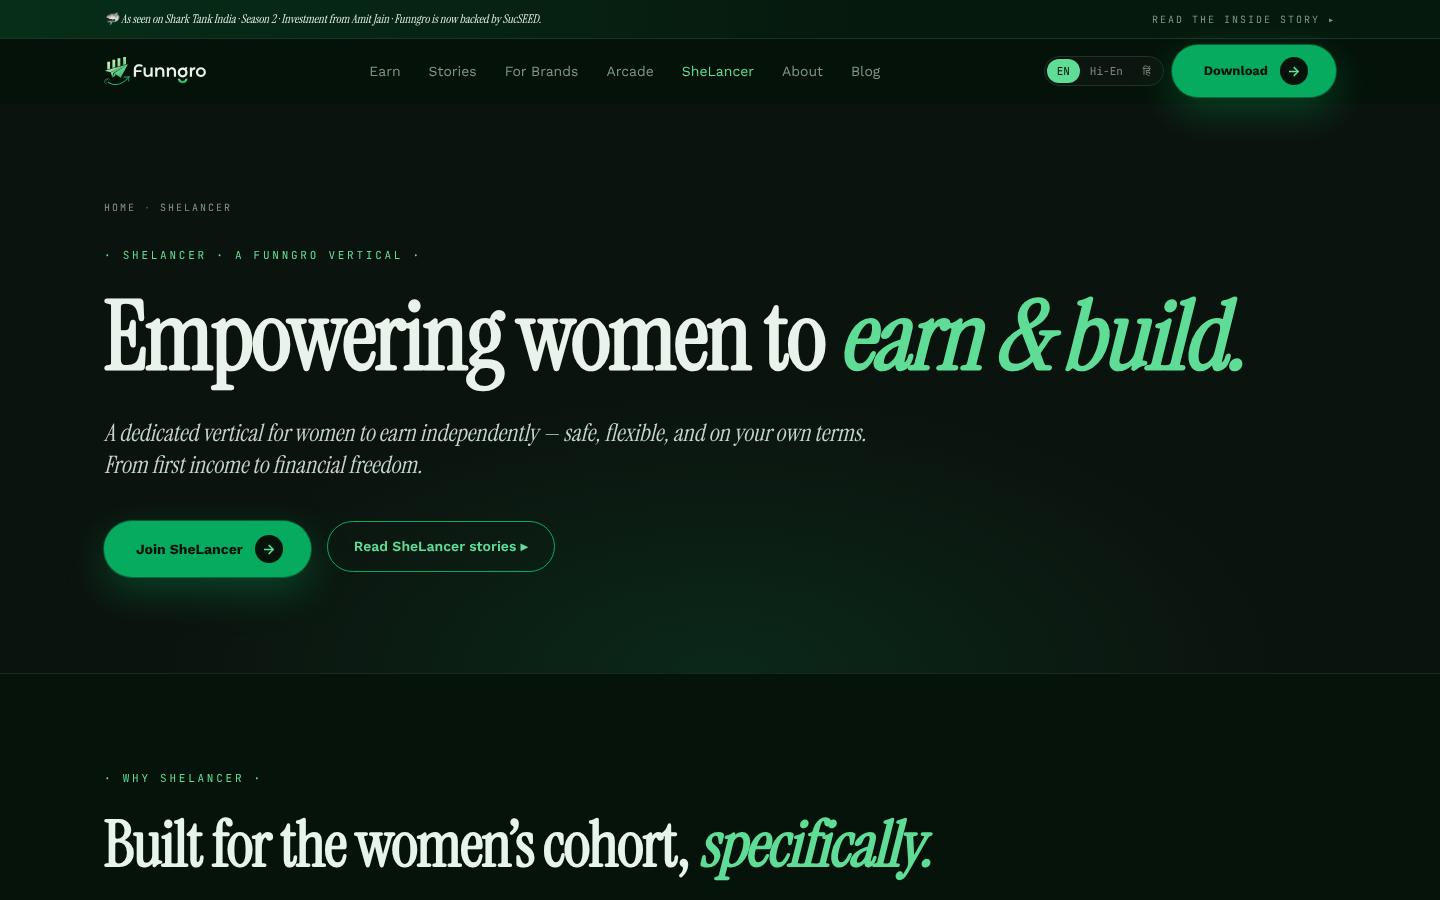 🦈 As seen on Shark Tank India · Season 2 · Investment from Amit Jain · Funngro is now backed by SucSEED.
READ THE INSIDE STORY ▸
Funngro
Earn Stories For Brands Arcade SheLancer About Blog
EN Hi-En हिं
Download →
HOME · SHELANCER
· SHELANCER · A FUNNGRO VERTICAL ·
Empowering women to earn & build.
A dedicated vertical for women to earn independently — safe, flexible, and on your own terms.
From first income to financial freedom.
Join SheLancer →
Read SheLancer stories ▸
· WHY SHELANCER ·
Built for the women’s cohort, specifically.